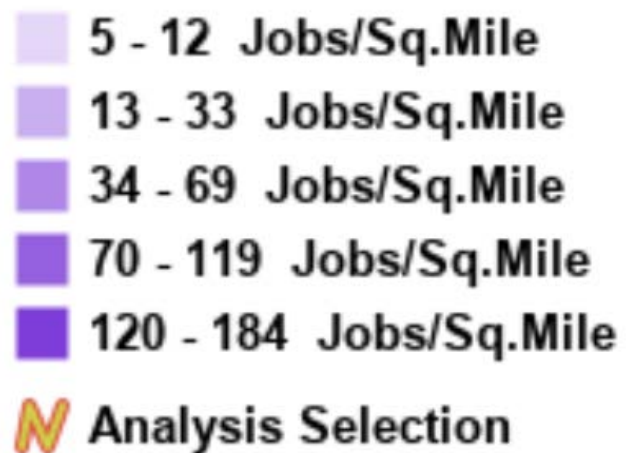 5 - 12 Jobs/Sq.Mile
13 - 33 Jobs/Sq.Mile
34 - 69 Jobs/Sq.Mile
70 - 119 Jobs/Sq.Mile
120 - 184 Jobs/Sq.Mile
Analysis Selection